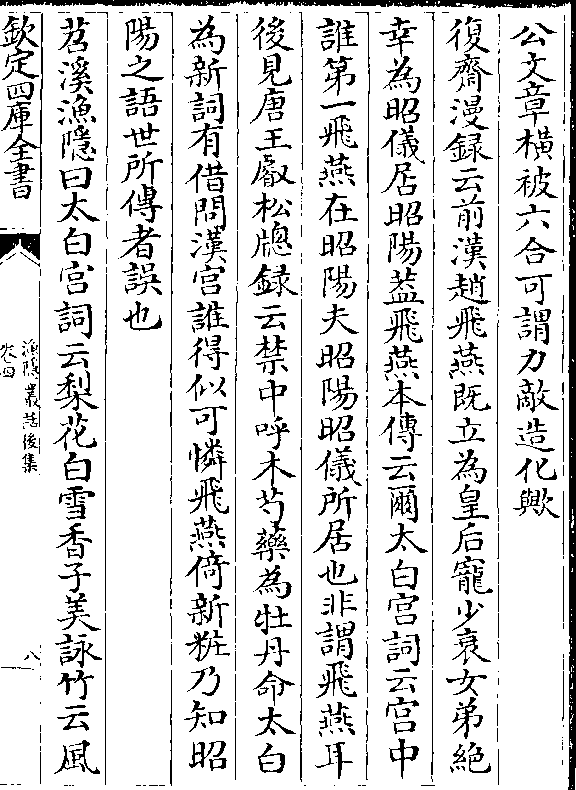 公文章橫被六合可謂力敵造化歟
復齋漫録云前漢趙飛燕既立為皇后寵少衰女弟絶
幸為昭儀居昭陽葢飛燕本傳云爾太白宫詞云宫中
誰第一飛燕在昭陽夫昭陽昭儀所居也非謂飛燕耳
後見唐王叡松牕録云禁中呼木芍藥為牡丹命太白
為新詞有借問漢宫誰得似可憐飛燕倚新粧乃知昭
陽之語世所傳者誤也
苕溪漁隠曰太白宫詞云梨花白雪香子美詠竹云風
欽定四庫全書
漁隠叢話後集
卷四
八